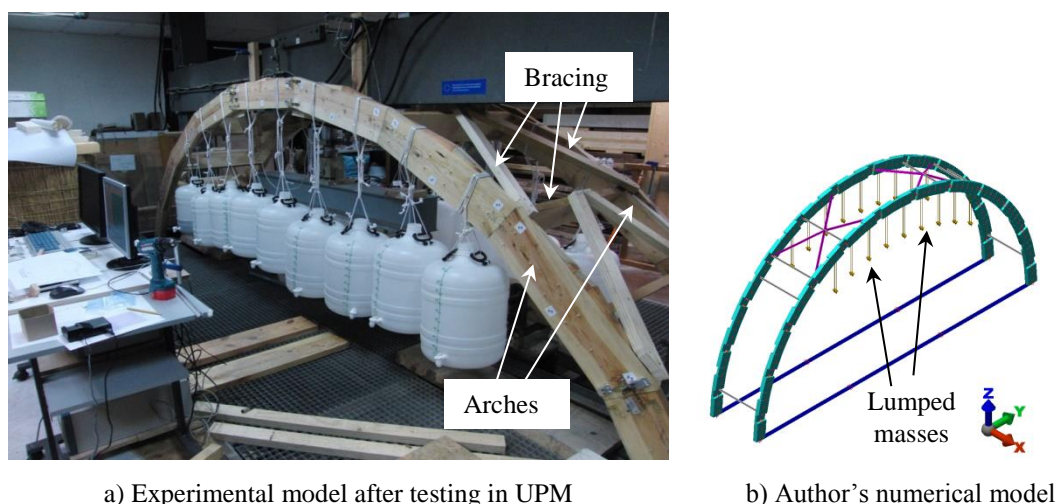 Bracing
Arches
Lumped
masses
Z
Y
X
a) Experimental model after testing in UPM
b) Author's numerical model